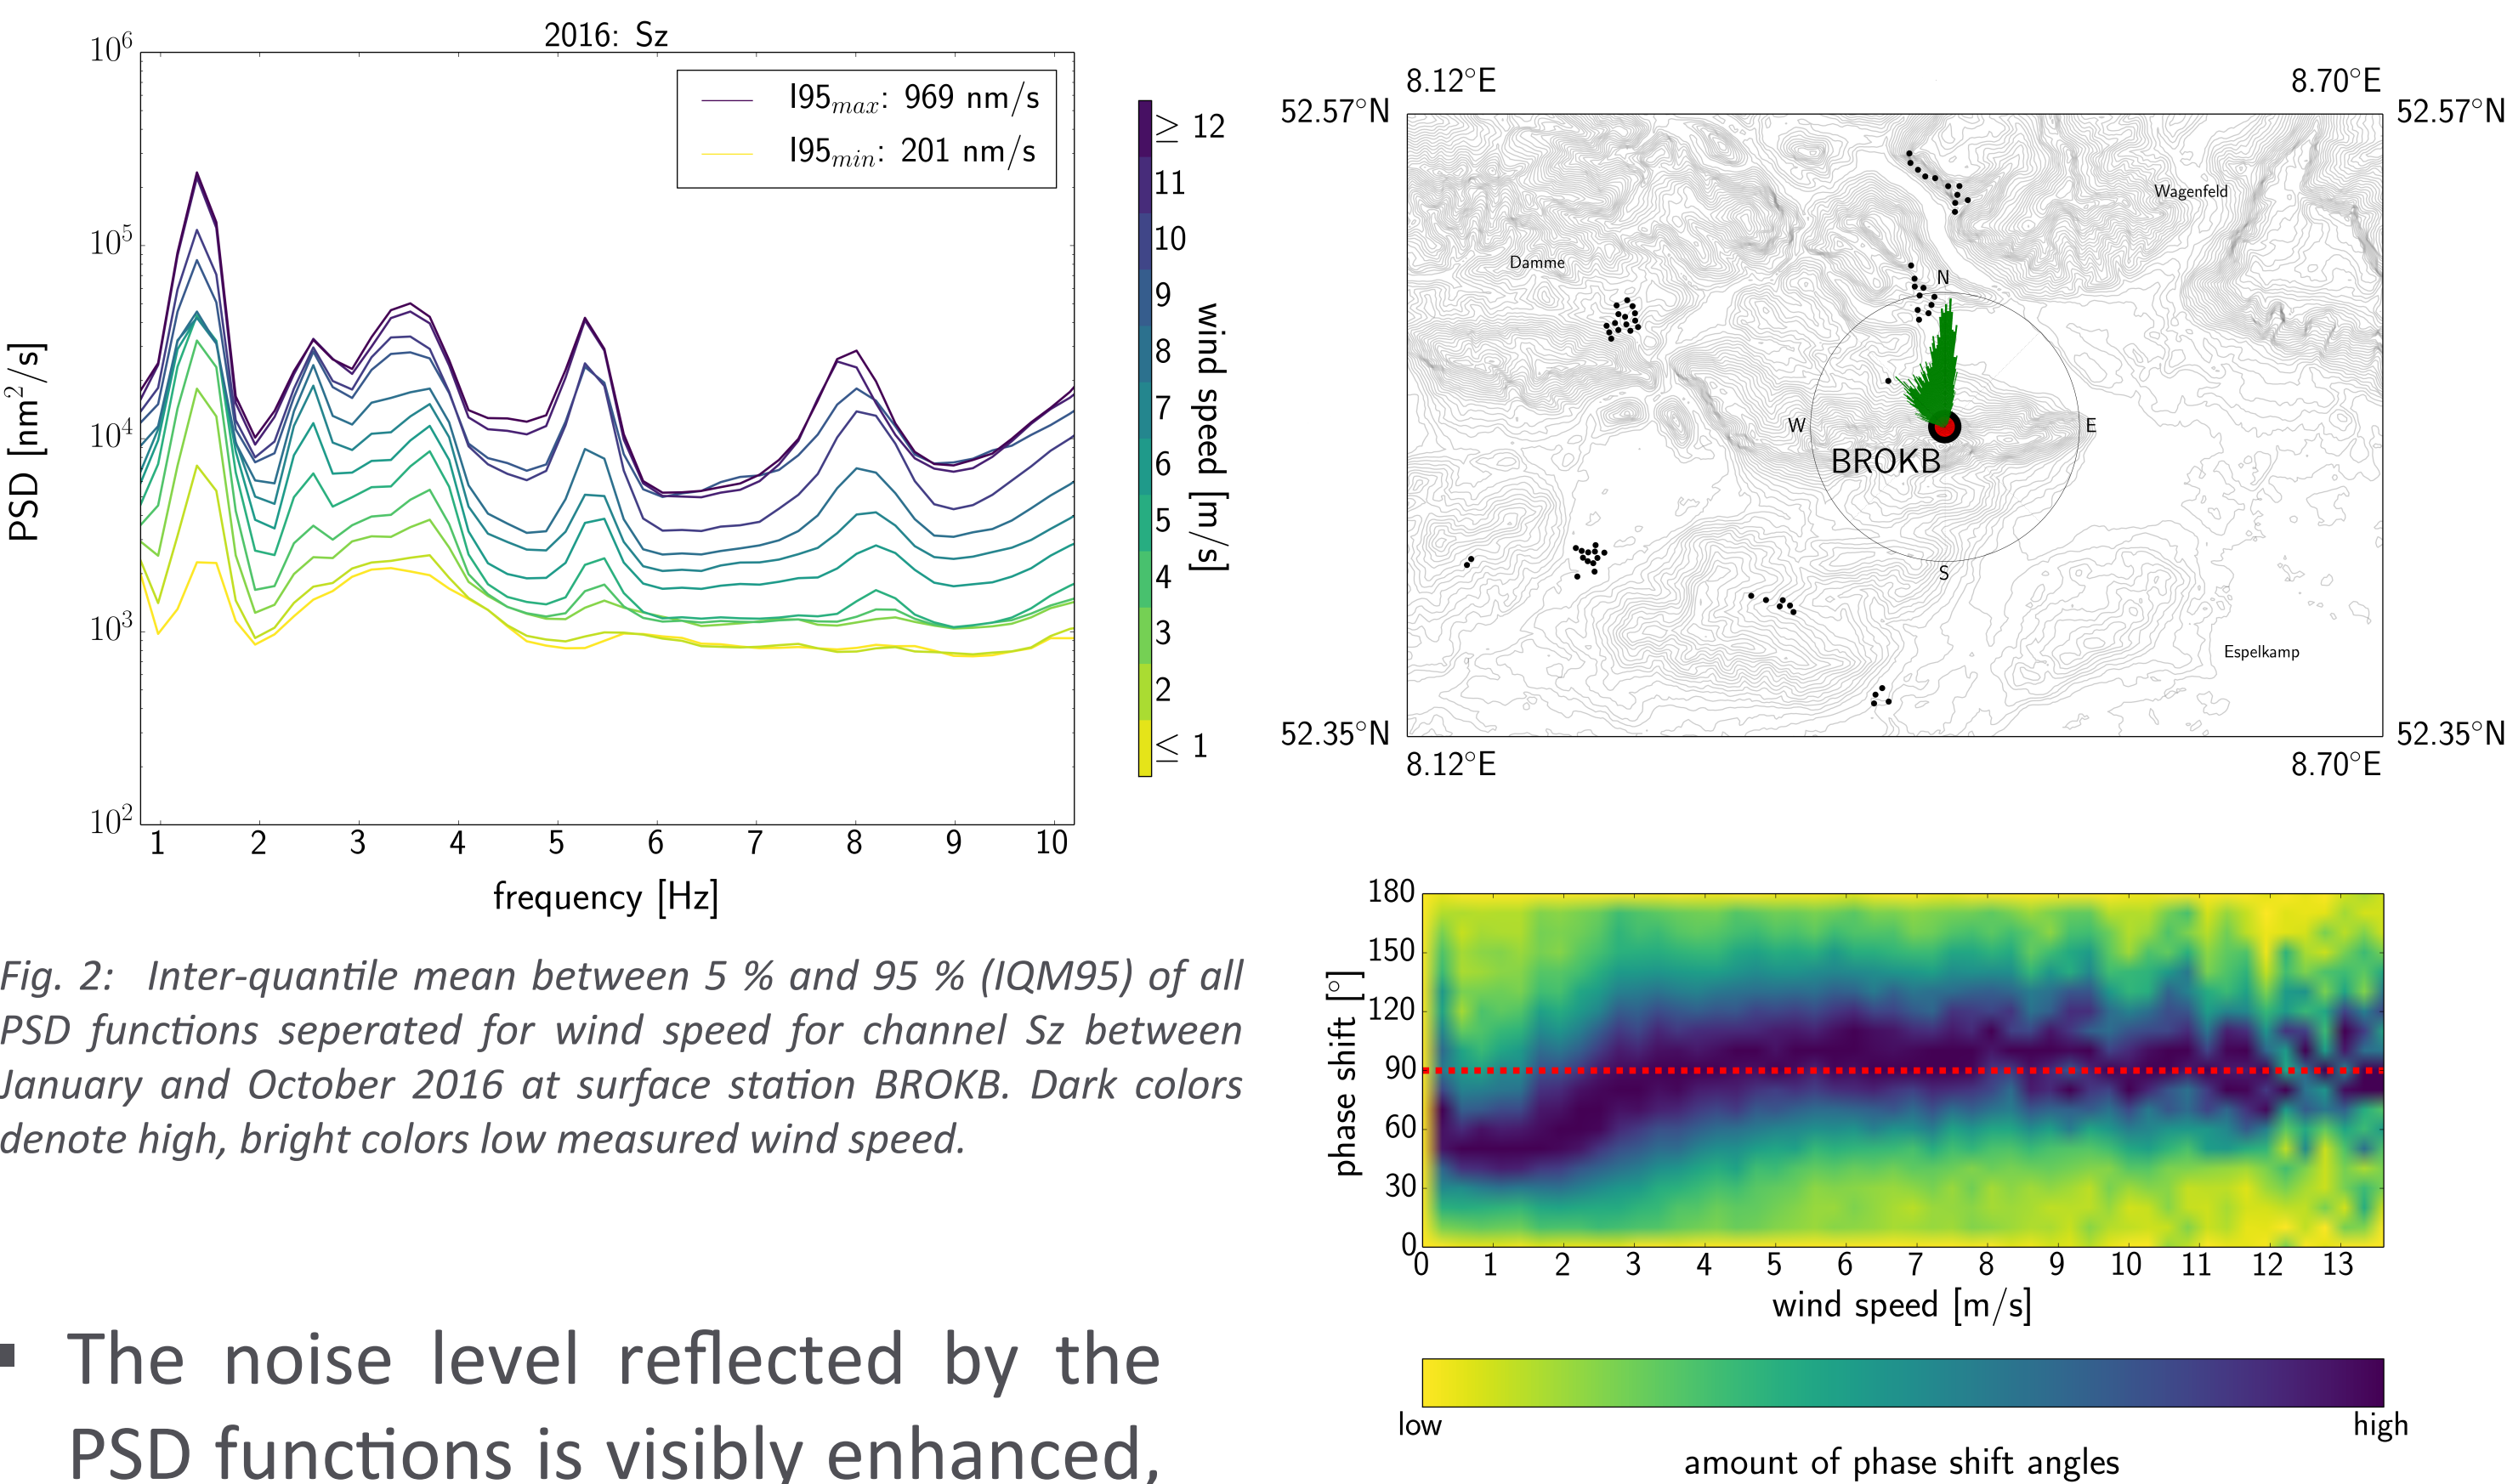 2016: Sz
10^6
10^5
10^4
10^3
10^2
PSD [nm^2/s]
I95_max: 969 nm/s
I95_min: 201 nm/s
1 2 3 4 5 6 7 8 9 10
frequency [Hz]
≥ 12
11
10
9
8
7
6
5
4
3
2
≤ 1
wind speed [m/s]
Fig. 2: Inter-quantile mean between 5 % and 95 % (IQM95) of all
PSD functions seperated for wind speed for channel Sz between
January and October 2016 at surface station BROKB. Dark colors
denote high, bright colors low measured wind speed.
▪ The noise level reflected by the
PSD functions is visibly enhanced,
8.12°E 8.70°E
52.57°N 52.57°N
Wagenfeld
Damme
N
W E
BROKB
S
Espelkamp
52.35°N 52.35°N
8.12°E 8.70°E
180
150
120
90
60
30
0
phase shift [°]
0 1 2 3 4 5 6 7 8 9 10 11 12 13
wind speed [m/s]
low high
amount of phase shift angles